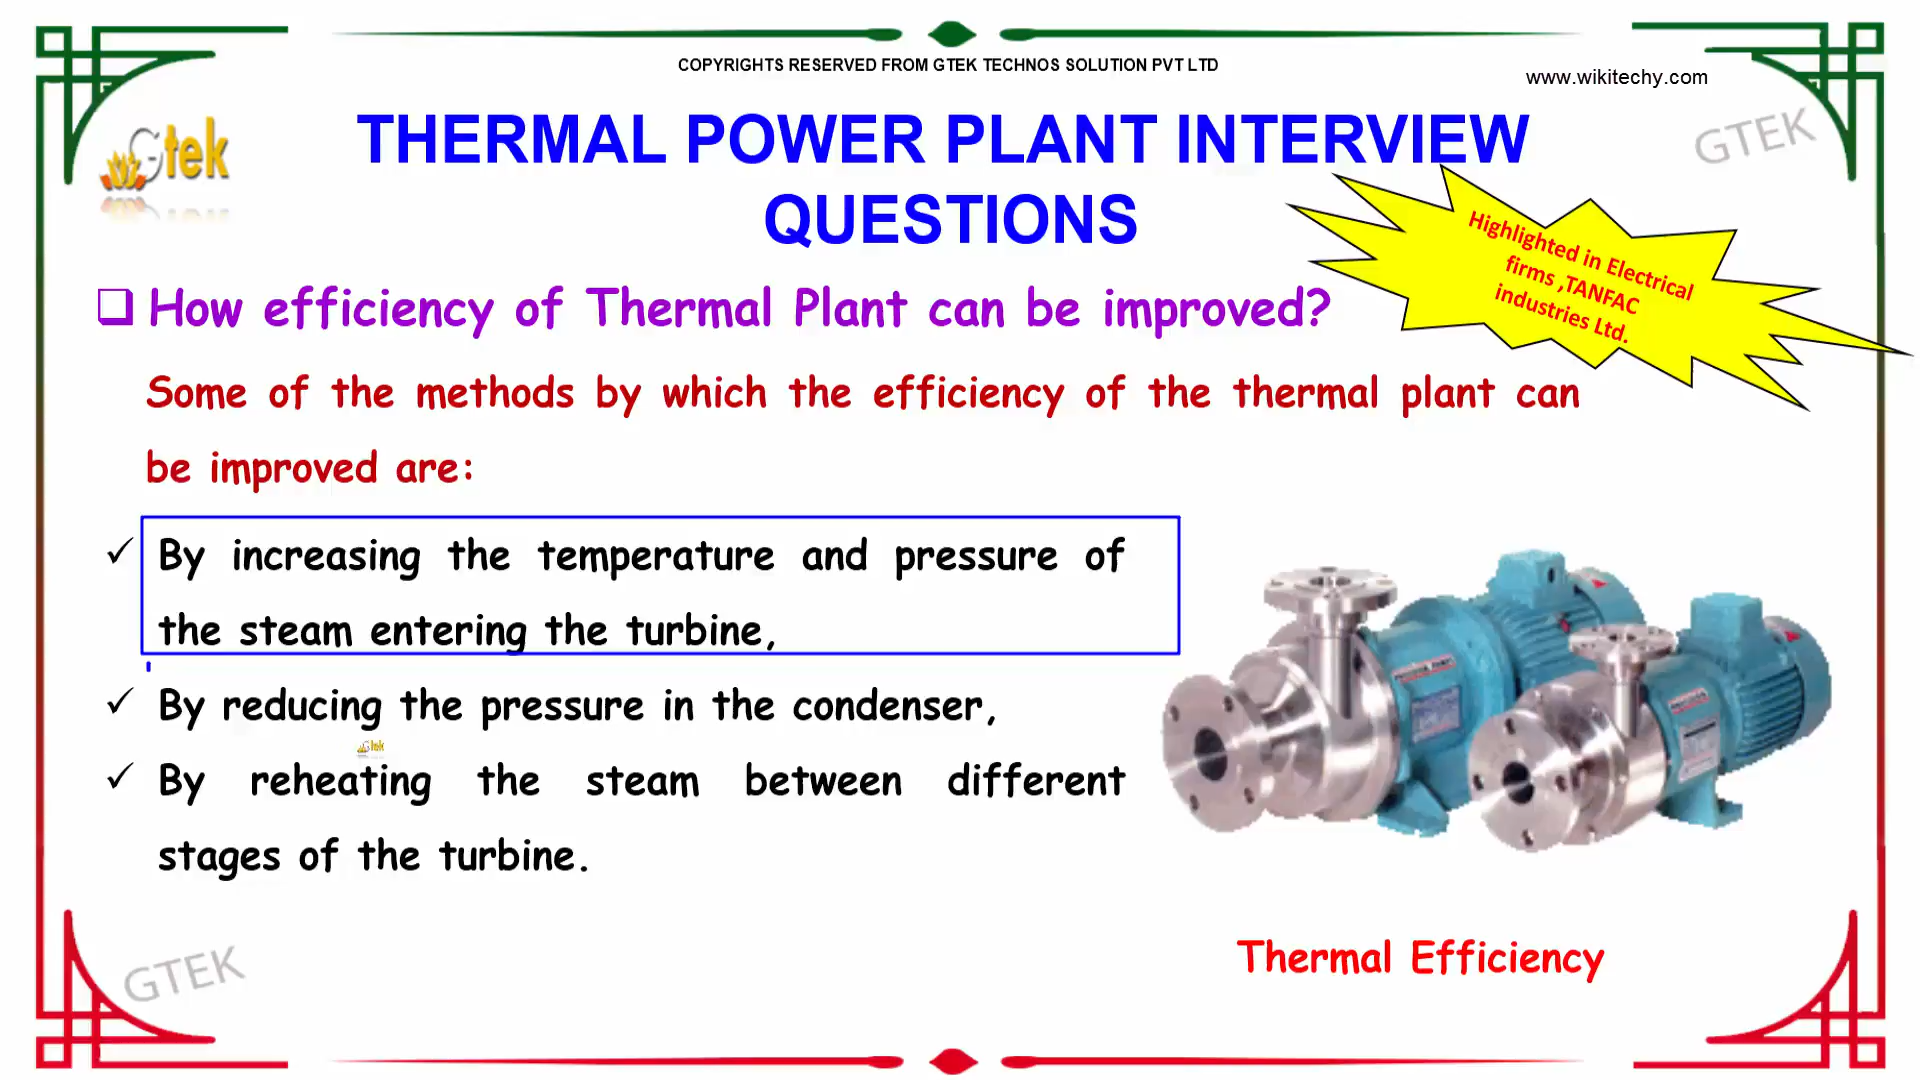 COPYRIGHTS RESERVED FROM GTEK TECHNOS SOLUTION PVT LTD
www.wikitechy.com
Gtek
THERMAL POWER PLANT INTERVIEW
QUESTIONS
GTEK
Highlighted in Electrical
firms ,TANFAC
industries Ltd.
How efficiency of Thermal Plant can be improved?
Some of the methods by which the efficiency of the thermal plant can
be improved are:
By increasing the temperature and pressure of
the steam entering the turbine,
By reducing the pressure in the condenser,
Gtek
By reheating the steam between different
stages of the turbine.
Thermal Efficiency
GTEK